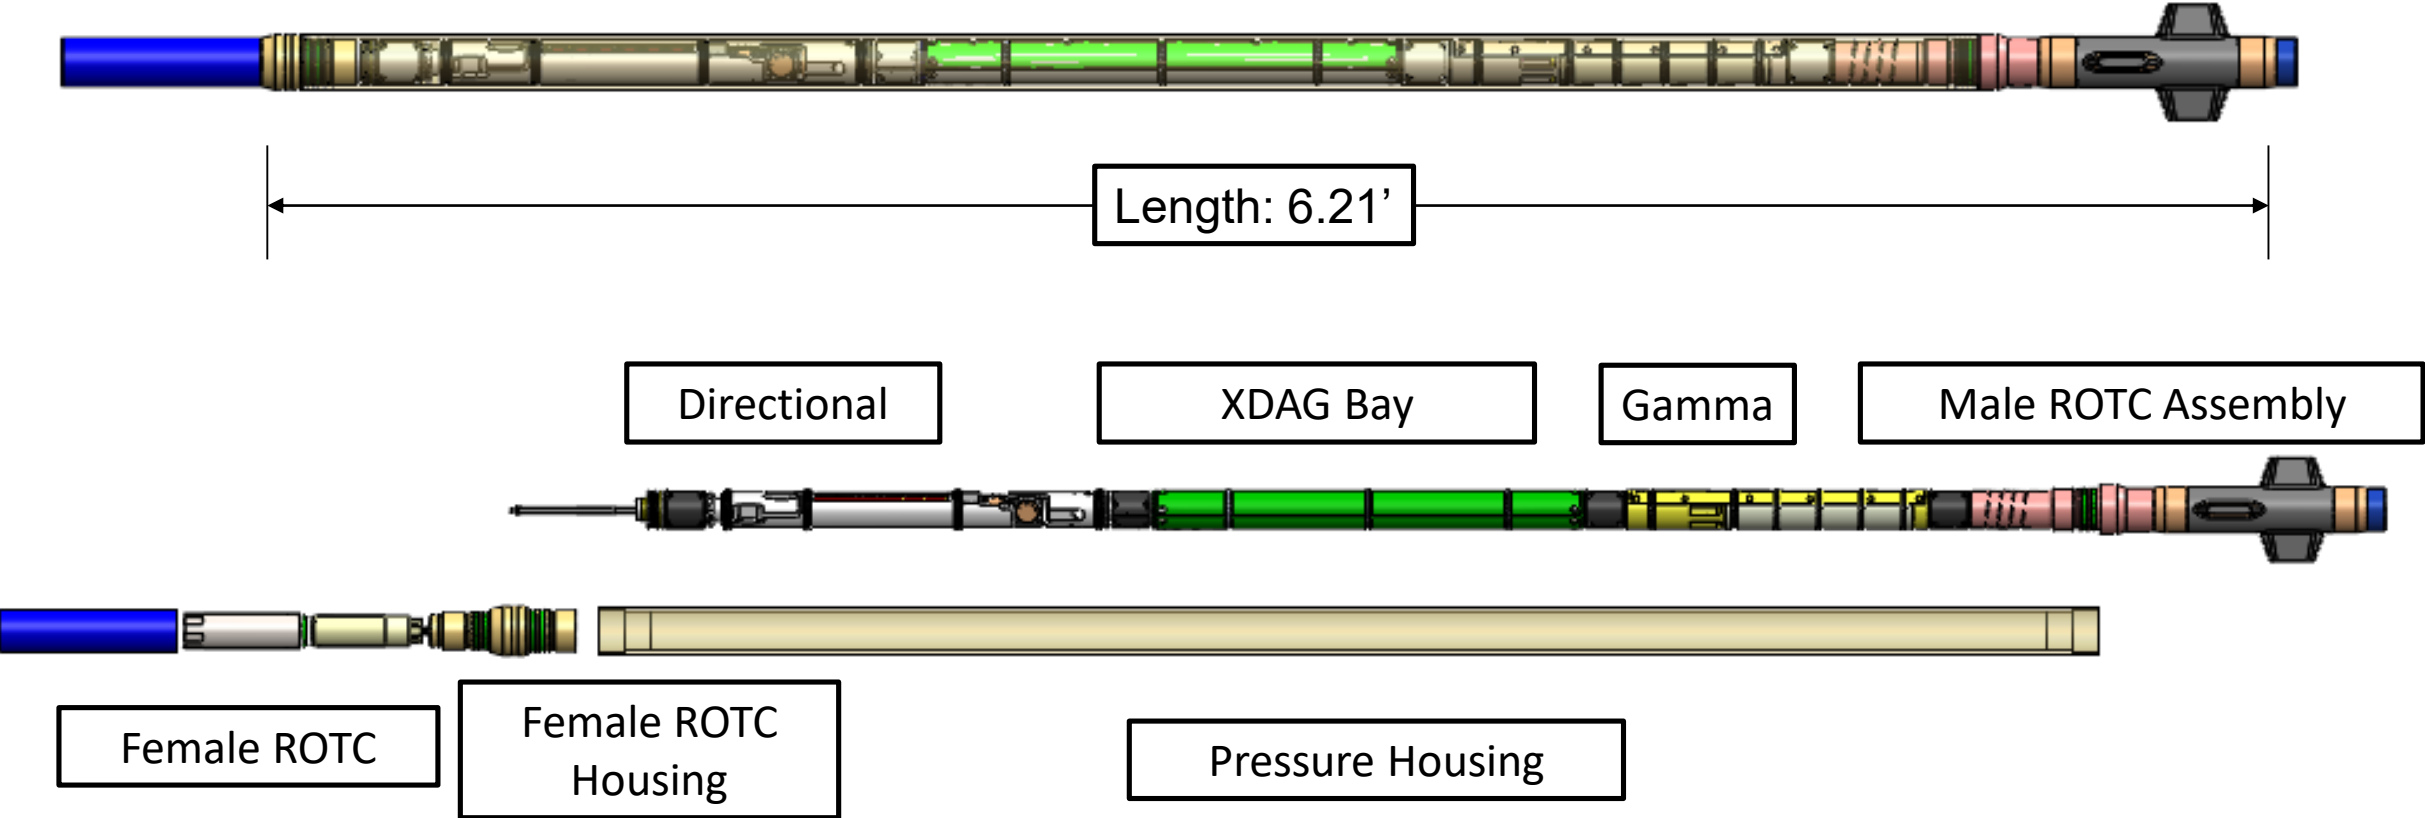 Length: 6.21’
Directional
XDAG Bay
Gamma
Male ROTC Assembly
Female ROTC
Female ROTC
Housing
Pressure Housing